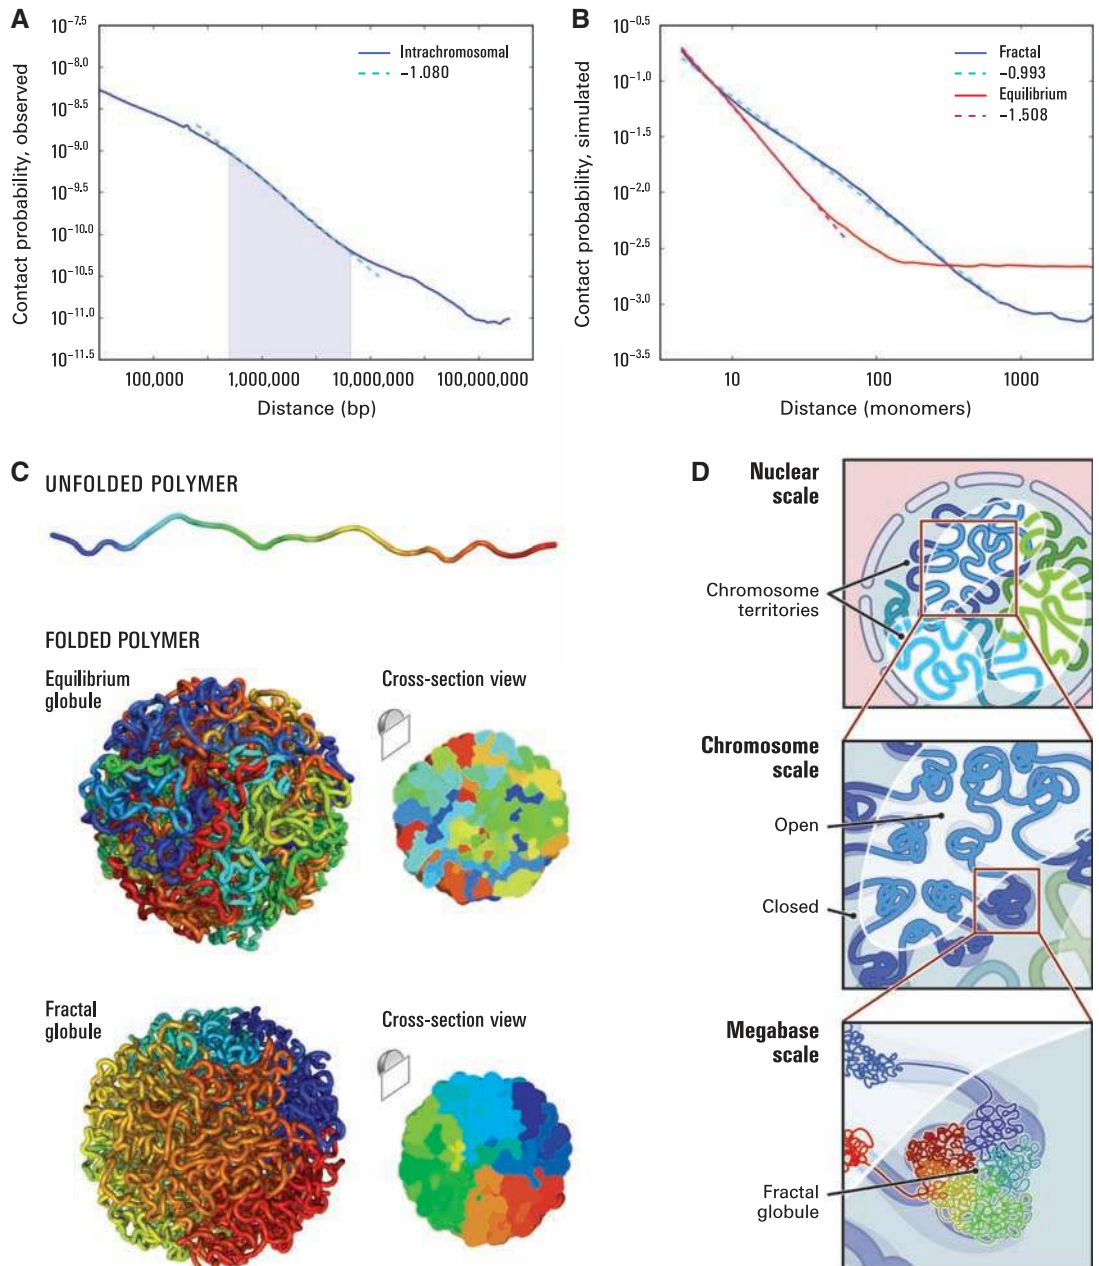 A
Contact probability, observed
10^−7.5
10^−8.0
10^−8.5
10^−9.0
10^−9.5
10^−10.0
10^−10.5
10^−11.0
10^−11.5
Intrachromosomal
−1.080
100,000
1,000,000
10,000,000
100,000,000
Distance (bp)
B
Contact probability, simulated
10^−0.5
10^−1.0
10^−1.5
10^−2.0
10^−2.5
10^−3.0
10^−3.5
Fractal
−0.993
Equilibrium
−1.508
10
100
1000
Distance (monomers)
C
UNFOLDED POLYMER
FOLDED POLYMER
Equilibrium
globule
Cross-section view
Fractal
globule
Cross-section view
D
Nuclear
scale
Chromosome
territories
Chromosome
scale
Open
Closed
Megabase
scale
Fractal
globule